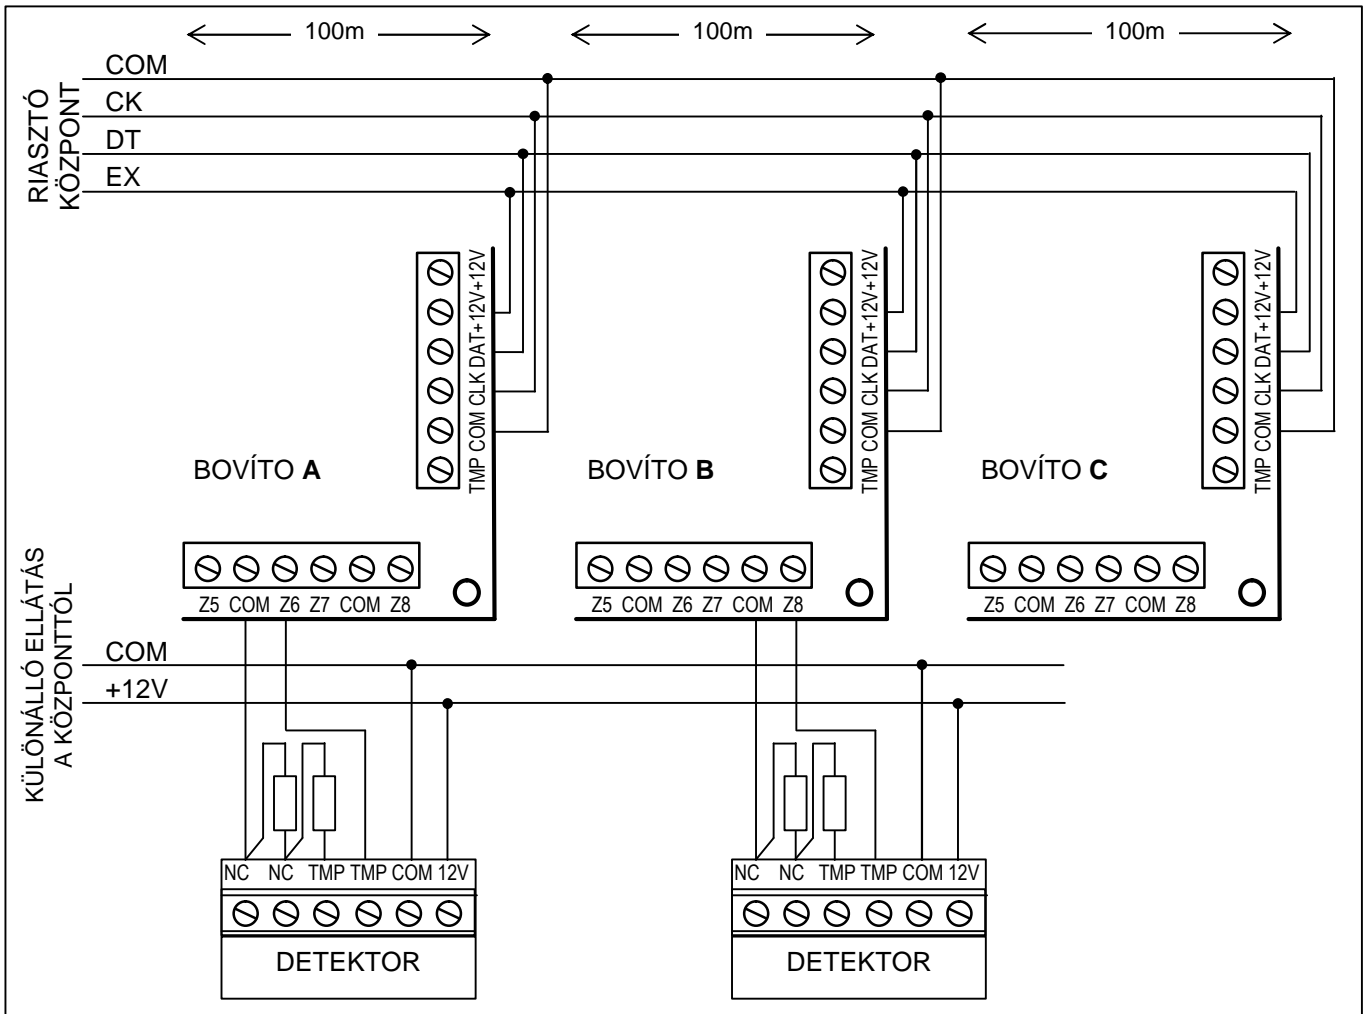 100m 100m 100m
COM
CK
DT
EX
RIASZTÓ
KÖZPONT
TMP COM CLK DAT+12V+12V
TMP COM CLK DAT+12V+12V
TMP COM CLK DAT+12V+12V
BOVÍTO A
BOVÍTO B
BOVÍTO C
Z5 COM Z6 Z7 COM Z8
Z5 COM Z6 Z7 COM Z8
Z5 COM Z6 Z7 COM Z8
KÜLÖNÁLLÓ ELLÁTÁS
A KÖZPONTTÓL
COM
+12V
NC NC TMP TMP COM 12V
DETEKTOR
NC NC TMP TMP COM 12V
DETEKTOR